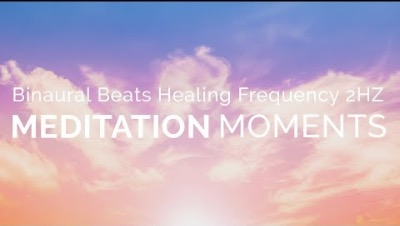 Binaural Beats Healing Frequency 2HZ
MEDITATION MOMENTS